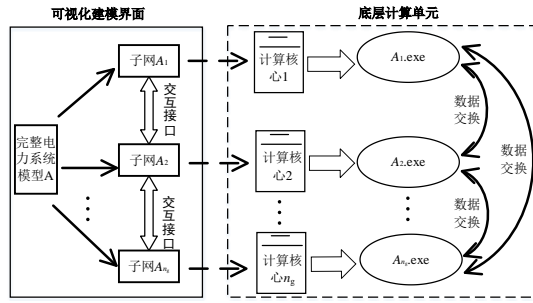 可视化建模界面
底层计算单元
完整电
力系统
模型A
子网A₁
交互
接口
子网A₂
交互
接口
子网Aₙg
计算核
心1
计算核
心2
计算核
心ng
A₁.exe
A₂.exe
Aₙg.exe
数据
交换
数据
交换
数据
交换